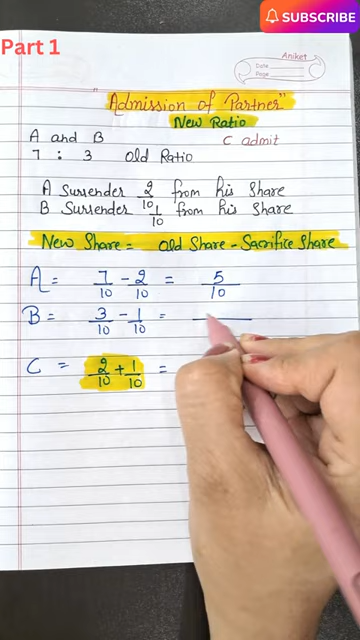 SUBSCRIBE
Part 1
Aniket
Date
Page
"Admission of Partner"
New Ratio
A and B C admit
7 : 3 Old Ratio
A Surrender 2/10 from his share
B Surrender 1/10 from his share
New Share = Old Share - Sacrifice Share
A = 7/10 - 2/10 = 5/10
B = 3/10 - 1/10 =
C = 2/10 + 1/10 =